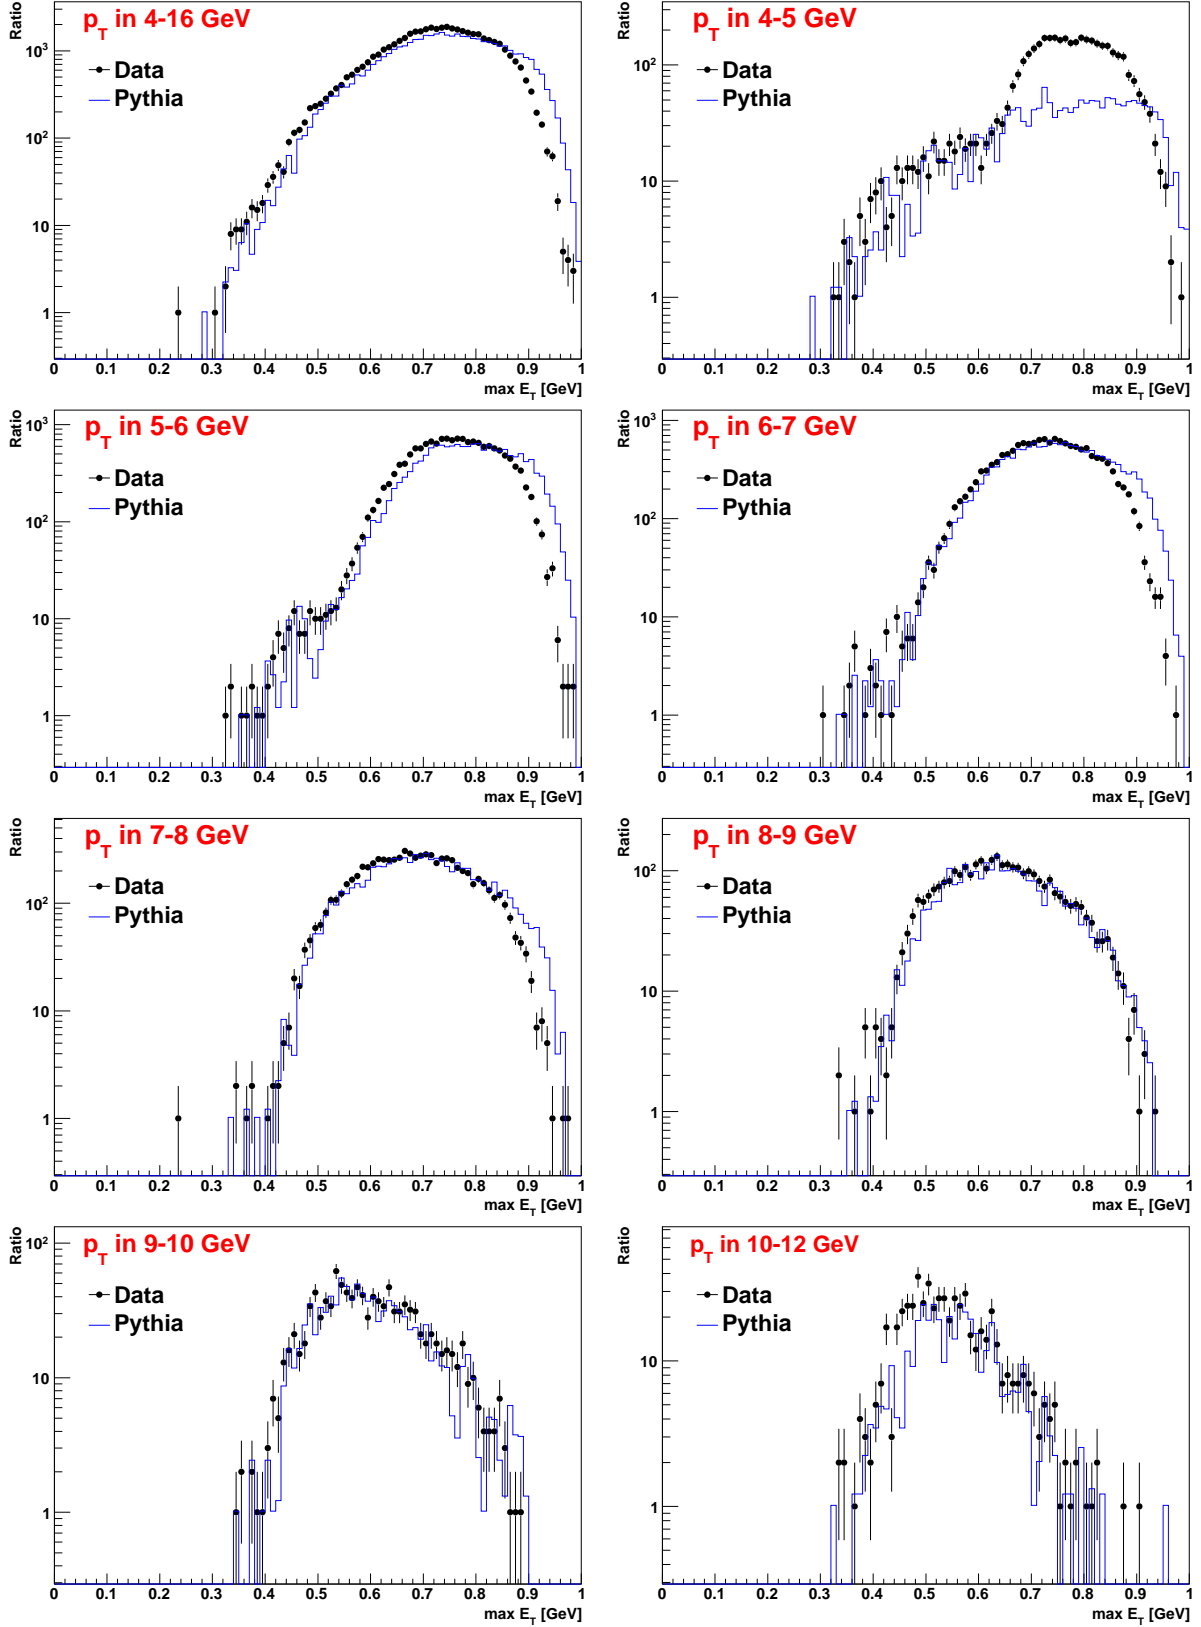 Ratio
p_T in 4-16 GeV
Data
Pythia
10^3
10^2
10
1
0 0.1 0.2 0.3 0.4 0.5 0.6 0.7 0.8 0.9 1
max E_T [GeV]
Ratio
p_T in 4-5 GeV
Data
Pythia
10^2
10
1
0 0.1 0.2 0.3 0.4 0.5 0.6 0.7 0.8 0.9 1
max E_T [GeV]
Ratio
p_T in 5-6 GeV
Data
Pythia
10^3
10^2
10
1
0 0.1 0.2 0.3 0.4 0.5 0.6 0.7 0.8 0.9 1
max E_T [GeV]
Ratio
p_T in 6-7 GeV
Data
Pythia
10^3
10^2
10
1
0 0.1 0.2 0.3 0.4 0.5 0.6 0.7 0.8 0.9 1
max E_T [GeV]
Ratio
p_T in 7-8 GeV
Data
Pythia
10^2
10
1
0 0.1 0.2 0.3 0.4 0.5 0.6 0.7 0.8 0.9 1
max E_T [GeV]
Ratio
p_T in 8-9 GeV
Data
Pythia
10^2
10
1
0 0.1 0.2 0.3 0.4 0.5 0.6 0.7 0.8 0.9 1
max E_T [GeV]
Ratio
p_T in 9-10 GeV
Data
Pythia
10^2
10
1
0 0.1 0.2 0.3 0.4 0.5 0.6 0.7 0.8 0.9 1
max E_T [GeV]
Ratio
p_T in 10-12 GeV
Data
Pythia
10
1
0 0.1 0.2 0.3 0.4 0.5 0.6 0.7 0.8 0.9 1
max E_T [GeV]